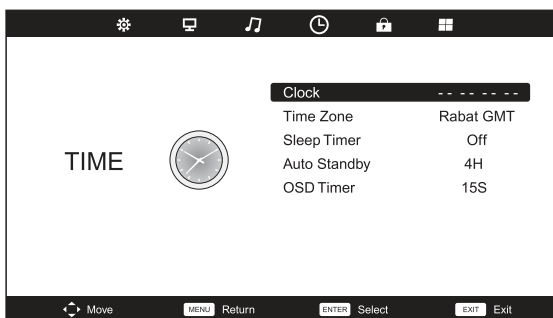 Clock -- -- -- --
Time Zone Rabat GMT
Sleep Timer Off
TIME
Auto Standby 4H
OSD Timer 15S
Move MENU Return ENTER Select EXIT Exit